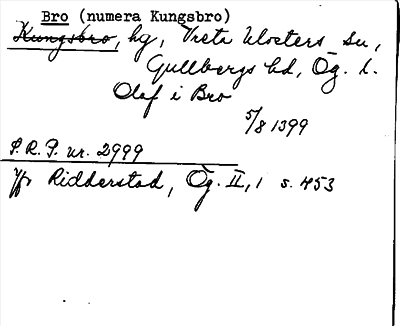 Bro (numera Kungsbro)
Kungsbro, hg, Vreta Klosters sn,
Gullbergs hd, Ög. l.
Olef i Bro
5/8 1399
S.R.P. nr. 2999
Jfr Ridderstad, Ög. II, 1 s. 453